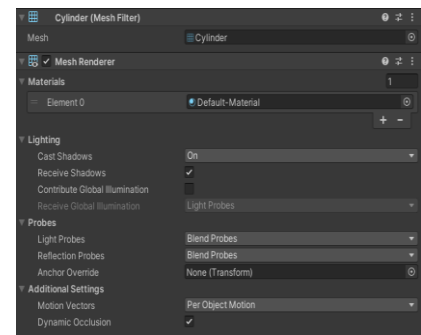 Cylinder (Mesh Filter)
Mesh Cylinder
Mesh Renderer
Materials 1
Element 0 Default-Material
+ -
Lighting
Cast Shadows On
Receive Shadows
Contribute Global Illumination
Receive Global Illumination Light Probes
Probes
Light Probes Blend Probes
Reflection Probes Blend Probes
Anchor Override None (Transform)
Additional Settings
Motion Vectors Per Object Motion
Dynamic Occlusion